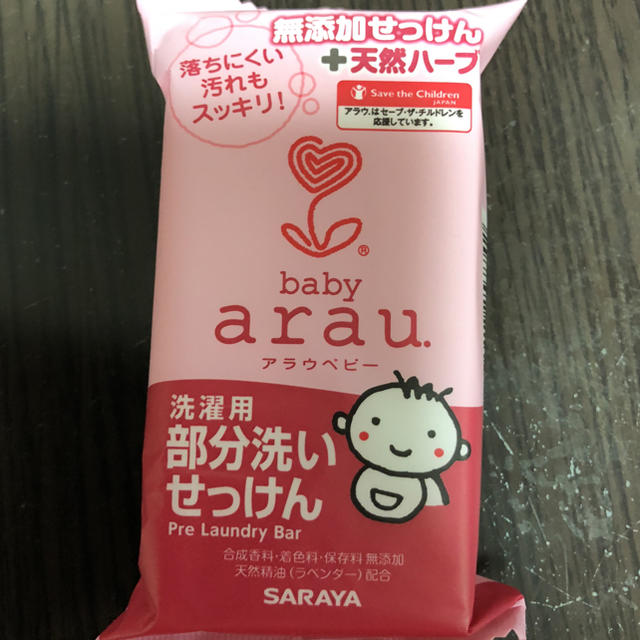 無添加せっけん
+天然ハーブ
落ちにくい
汚れも
スッキリ!
Save the Children
JAPAN
アラウ.はセーブ・ザ・チルドレンを
応援しています。
®
baby
arau.
アラウベビー
洗濯用
部分洗い
せっけん
Pre Laundry Bar
合成香料・着色料・保存料 無添加
天然精油(ラベンダー)配合
SARAYA